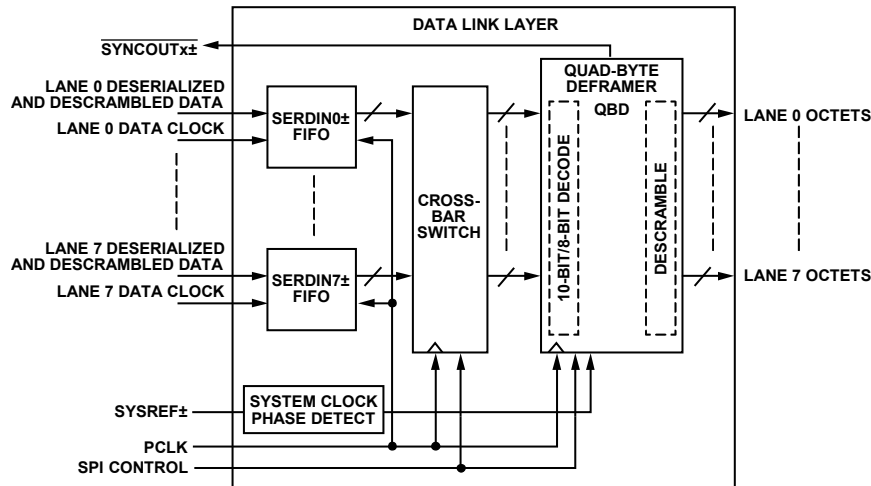 DATA LINK LAYER
SYNCOUTx±
QUAD-BYTE
DEFRAMER
QBD
LANE 0 DESERIALIZED
AND DESCRAMBLED DATA
LANE 0 DATA CLOCK
SERDIN0±
FIFO
LANE 0 OCTETS
CROSS-
BAR
SWITCH
10-BIT/8-BIT DECODE
DESCRAMBLE
LANE 7 DESERIALIZED
AND DESCRAMBLED DATA
LANE 7 DATA CLOCK
SERDIN7±
FIFO
LANE 7 OCTETS
SYSREF±
SYSTEM CLOCK
PHASE DETECT
PCLK
SPI CONTROL